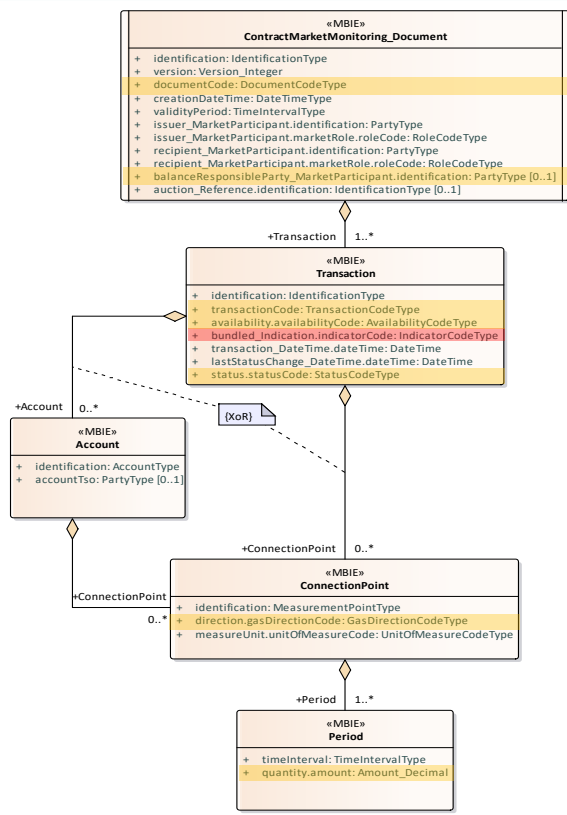 «MBIE»
ContractMarketMonitoring_Document
+ identification: IdentificationType
+ version: Version_Integer
+ documentCode: DocumentCodeType
+ creationDateTime: DateTimeType
+ validityPeriod: TimeIntervalType
+ issuer_MarketParticipant.identification: PartyType
+ issuer_MarketParticipant.marketRole.roleCode: RoleCodeType
+ recipient_MarketParticipant.identification: PartyType
+ recipient_MarketParticipant.marketRole.roleCode: RoleCodeType
+ balanceResponsibleParty_MarketParticipant.identification: PartyType [0..1]
+ auction_Reference.identification: IdentificationType [0..1]
+Transaction 1..*
«MBIE»
Transaction
+ identification: IdentificationType
+ transactionCode: TransactionCodeType
+ availability.availabilityCode: AvailabilityCodeType
+ bundled_Indication.indicatorCode: IndicatorCodeType
+ transaction_DateTime.dateTime: DateTime
+ lastStatusChange_DateTime.dateTime: DateTime
+ status.statusCode: StatusCodeType
+Account 0..*
{XoR}
«MBIE»
Account
+ identification: AccountType
+ accountTso: PartyType [0..1]
+ConnectionPoint 0..*
«MBIE»
ConnectionPoint
+ConnectionPoint
0..*
+ identification: MeasurementPointType
+ direction.gasDirectionCode: GasDirectionCodeType
+ measureUnit.unitOfMeasureCode: UnitOfMeasureCodeType
+Period 1..*
«MBIE»
Period
+ timeInterval: TimeIntervalType
+ quantity.amount: Amount_Decimal